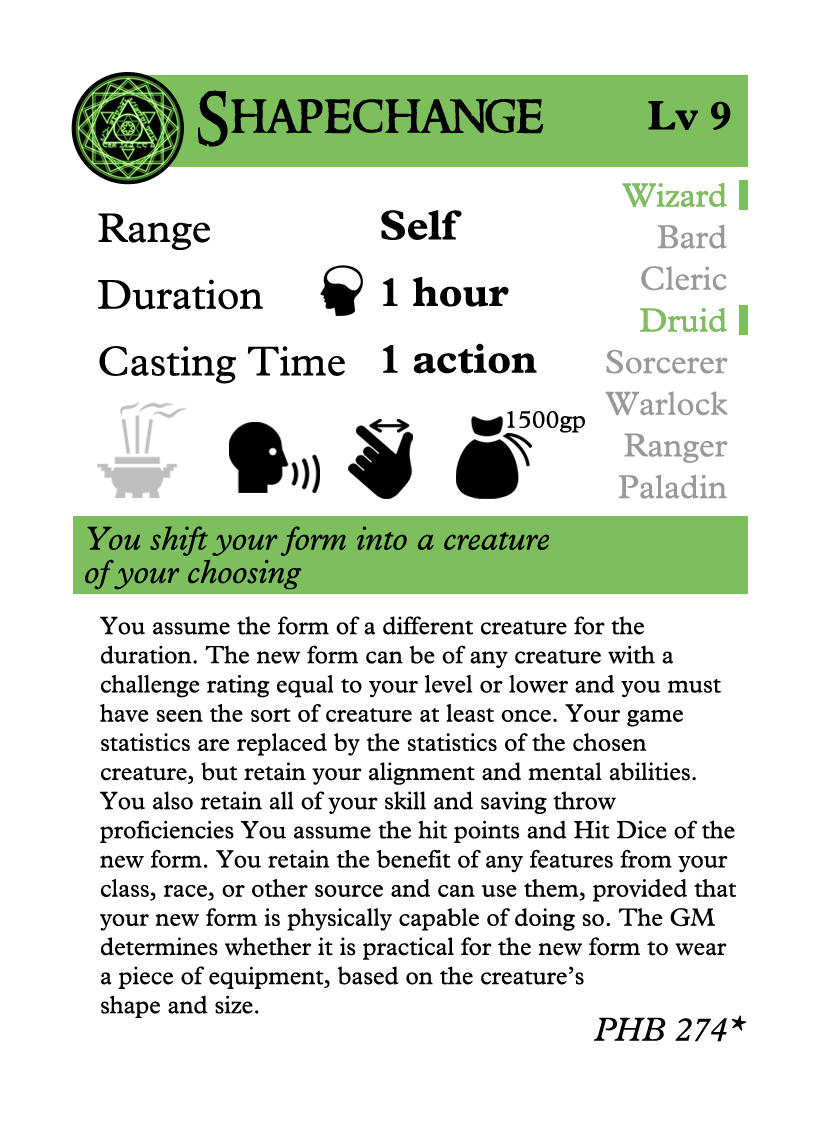 SHAPECHANGE
Lv 9
Range Self
Duration 1 hour
Casting Time 1 action
1500gp
Wizard
Bard
Cleric
Druid
Sorcerer
Warlock
Ranger
Paladin
You shift your form into a creature
of your choosing
You assume the form of a different creature for the
duration. The new form can be of any creature with a
challenge rating equal to your level or lower and you must
have seen the sort of creature at least once. Your game
statistics are replaced by the statistics of the chosen
creature, but retain your alignment and mental abilities.
You also retain all of your skill and saving throw
proficiencies You assume the hit points and Hit Dice of the
new form. You retain the benefit of any features from your
class, race, or other source and can use them, provided that
your new form is physically capable of doing so. The GM
determines whether it is practical for the new form to wear
a piece of equipment, based on the creature’s
shape and size.
PHB 274*